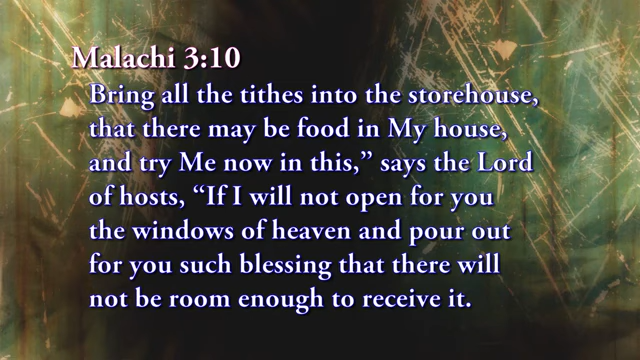 Malachi 3:10
Bring all the tithes into the storehouse,
that there may be food in My house,
and try Me now in this,” says the Lord
of hosts, “If I will not open for you
the windows of heaven and pour out
for you such blessing that there will
not be room enough to receive it.